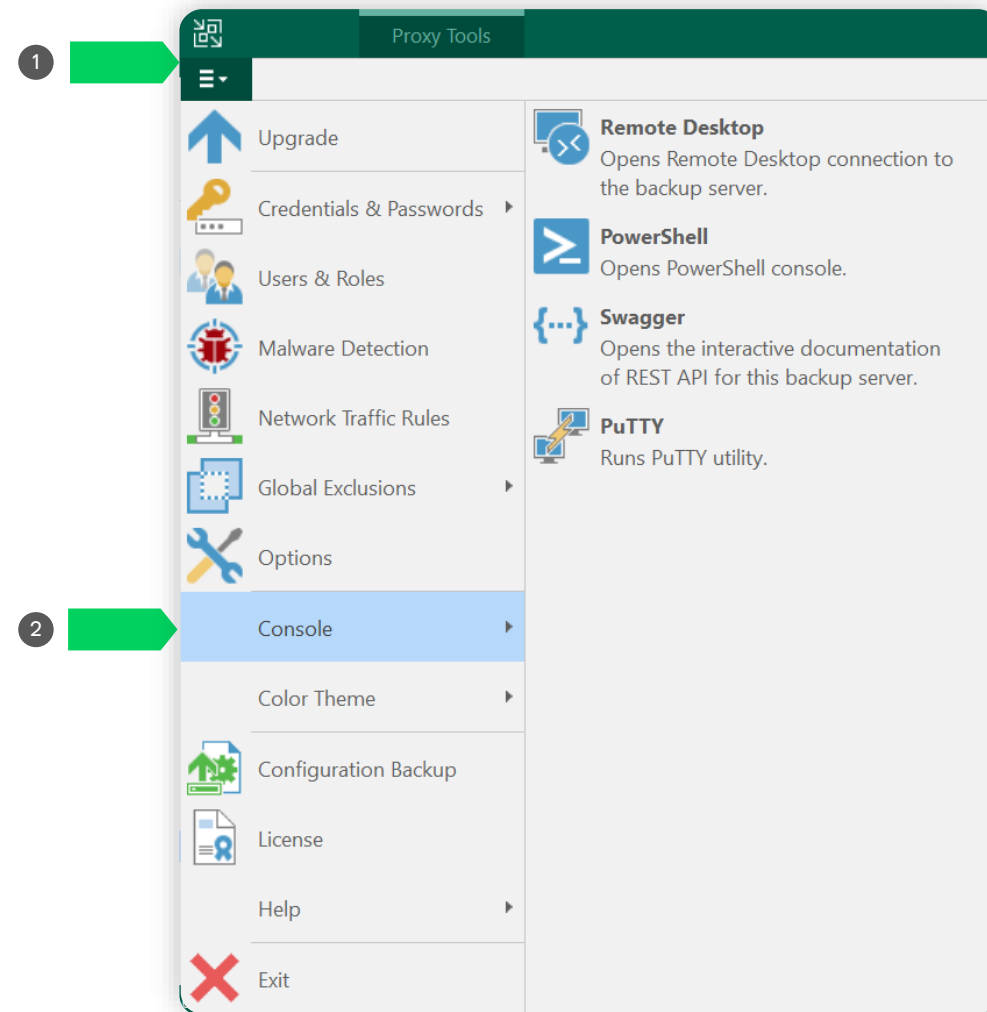 Proxy Tools
1
Upgrade
Credentials & Passwords
Users & Roles
Malware Detection
Network Traffic Rules
Global Exclusions
Options
2
Console
Color Theme
Configuration Backup
License
Help
Exit
Remote Desktop
Opens Remote Desktop connection to
the backup server.
PowerShell
Opens PowerShell console.
Swagger
Opens the interactive documentation
of REST API for this backup server.
PuTTY
Runs PuTTY utility.